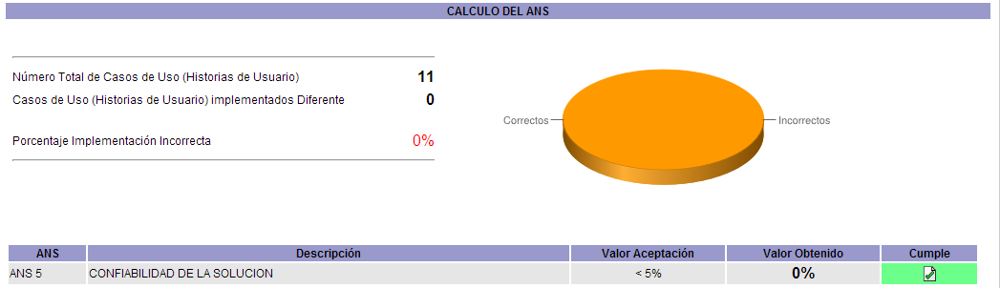 CALCULO DEL ANS
Número Total de Casos de Uso (Historias de Usuario) 11
Casos de Uso (Historias de Usuario) implementados Diferente 0
Porcentaje Implementación Incorrecta 0%
Correctos Incorrectos
ANS Descripción Valor Aceptación Valor Obtenido Cumple
ANS 5 CONFIABILIDAD DE LA SOLUCION < 5% 0%